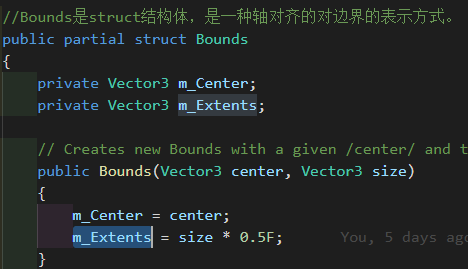 //Bounds是struct结构体，是一种轴对齐的对边界的表示方式。
public partial struct Bounds
{
private Vector3 m_Center;
private Vector3 m_Extents;
// Creates new Bounds with a given /center/ and t
public Bounds(Vector3 center, Vector3 size)
{
m_Center = center;
m_Extents = size * 0.5F; You, 5 days ago
}